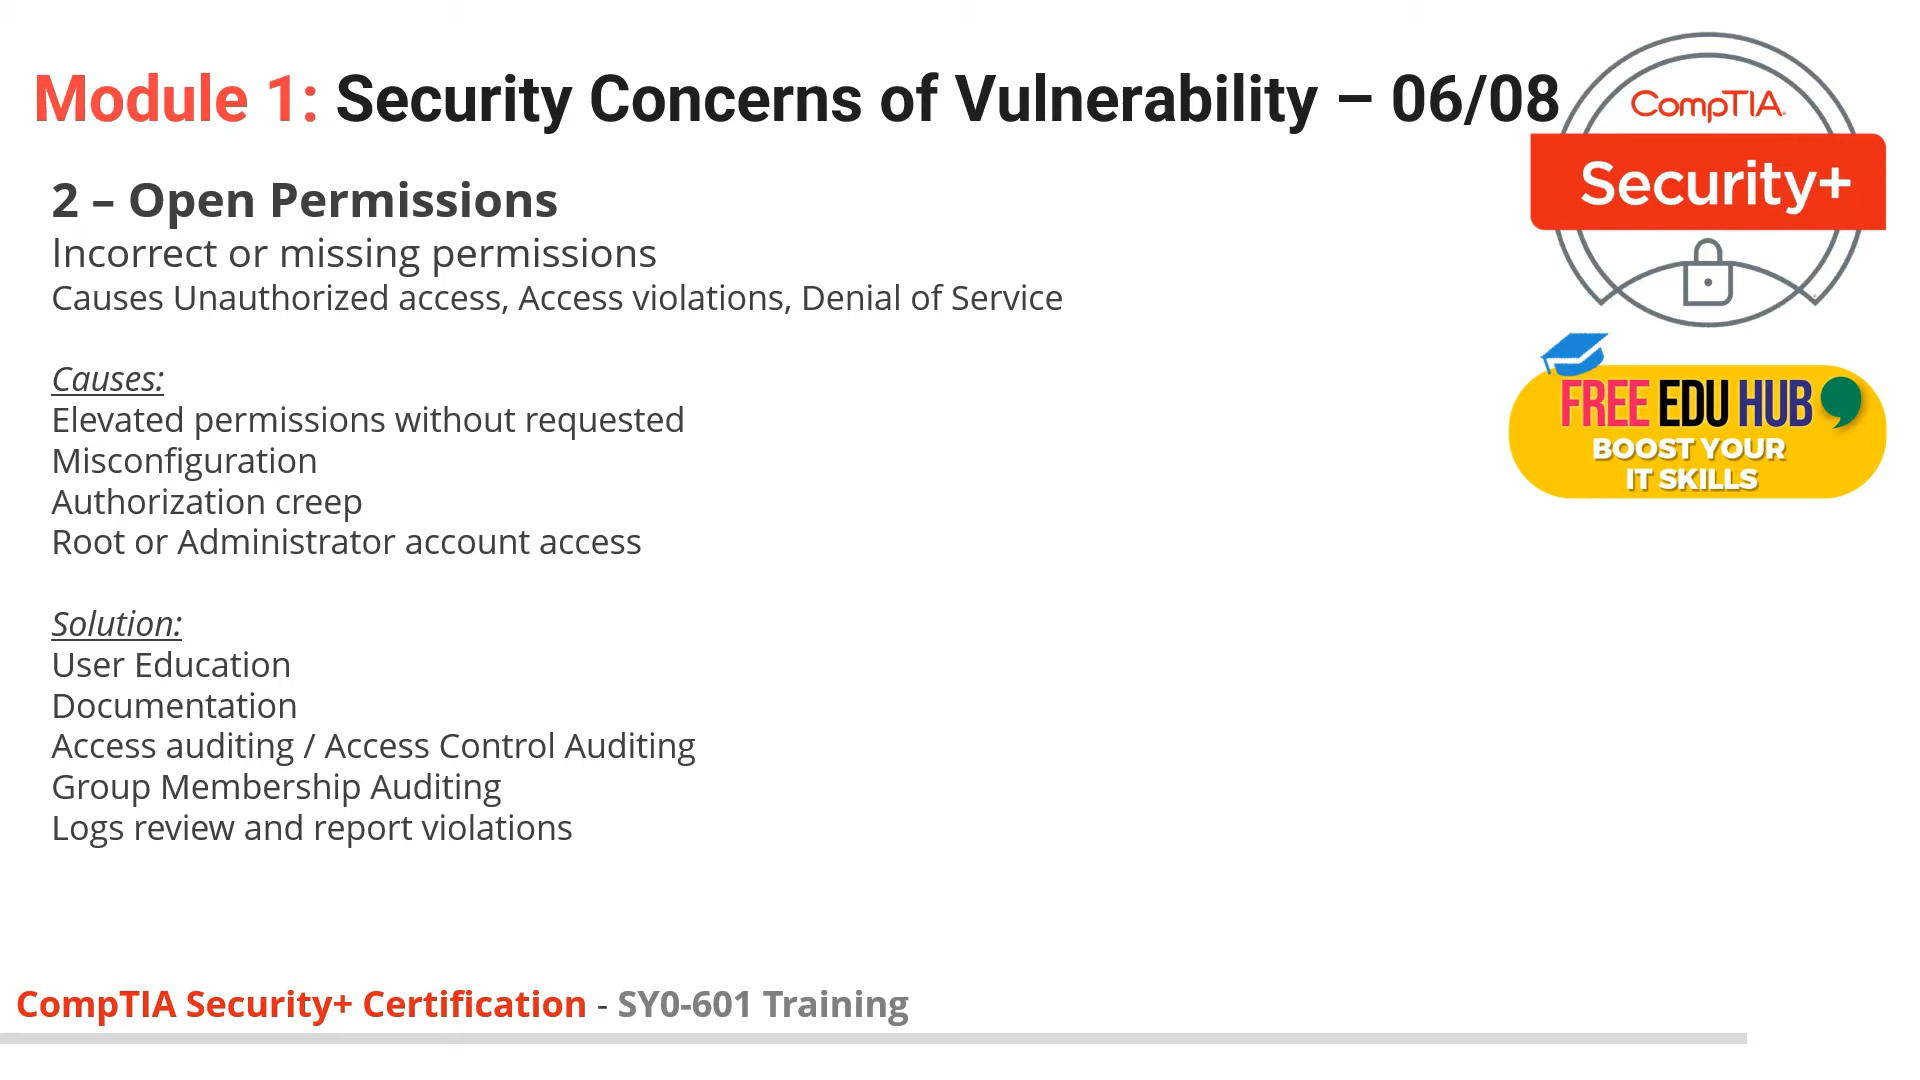 Module 1: Security Concerns of Vulnerability – 06/08
CompTIA.
Security+
2 – Open Permissions
Incorrect or missing permissions
Causes Unauthorized access, Access violations, Denial of Service
FREE EDU HUB
BOOST YOUR
IT SKILLS
Causes:
Elevated permissions without requested
Misconfiguration
Authorization creep
Root or Administrator account access
Solution:
User Education
Documentation
Access auditing / Access Control Auditing
Group Membership Auditing
Logs review and report violations
CompTIA Security+ Certification - SY0-601 Training